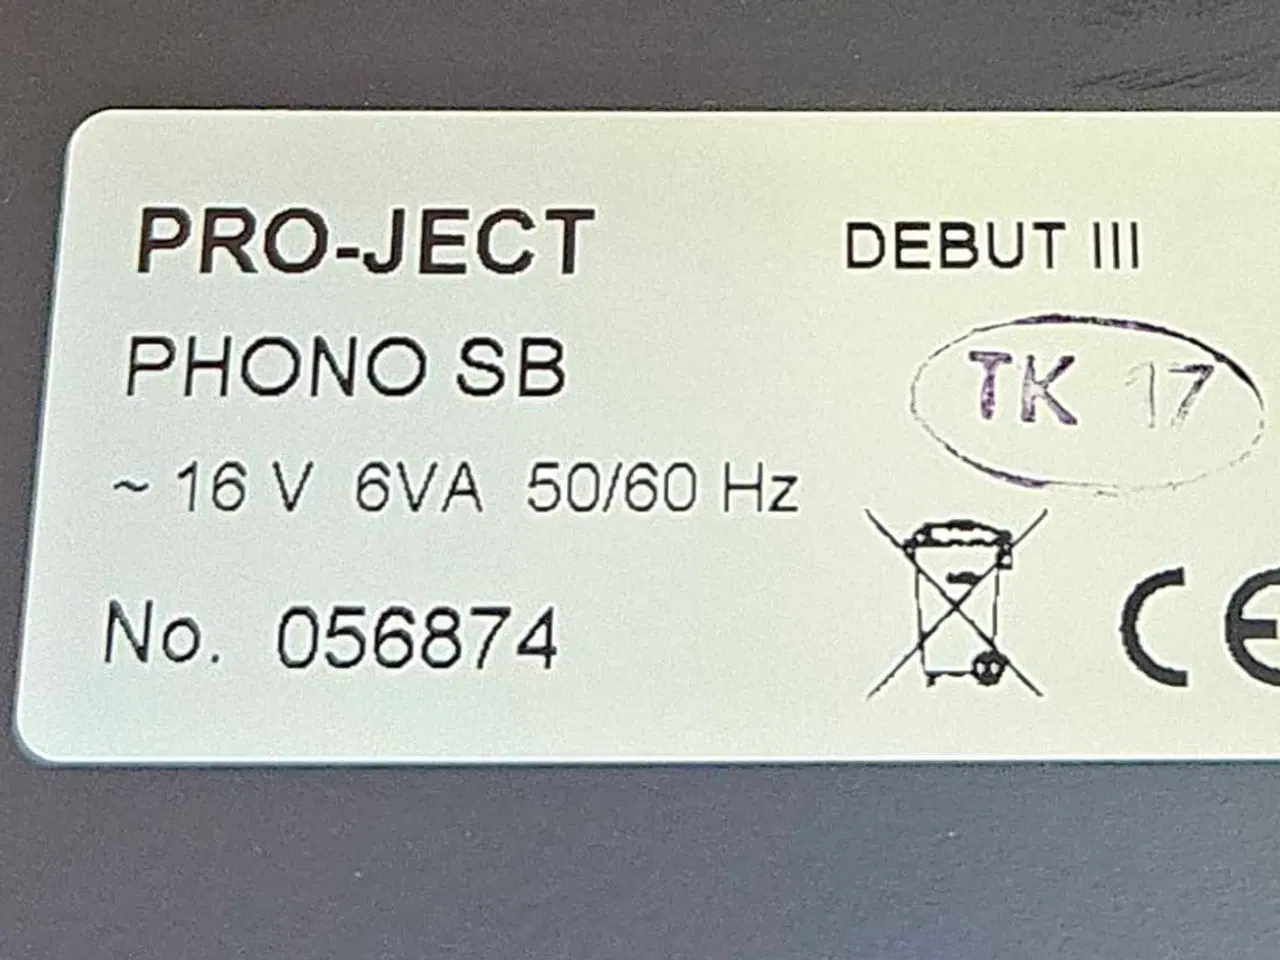 PRO-JECT
DEBUT III
PHONO SB
TK 17
~ 16 V 6VA 50/60 Hz
No. 056874
CE